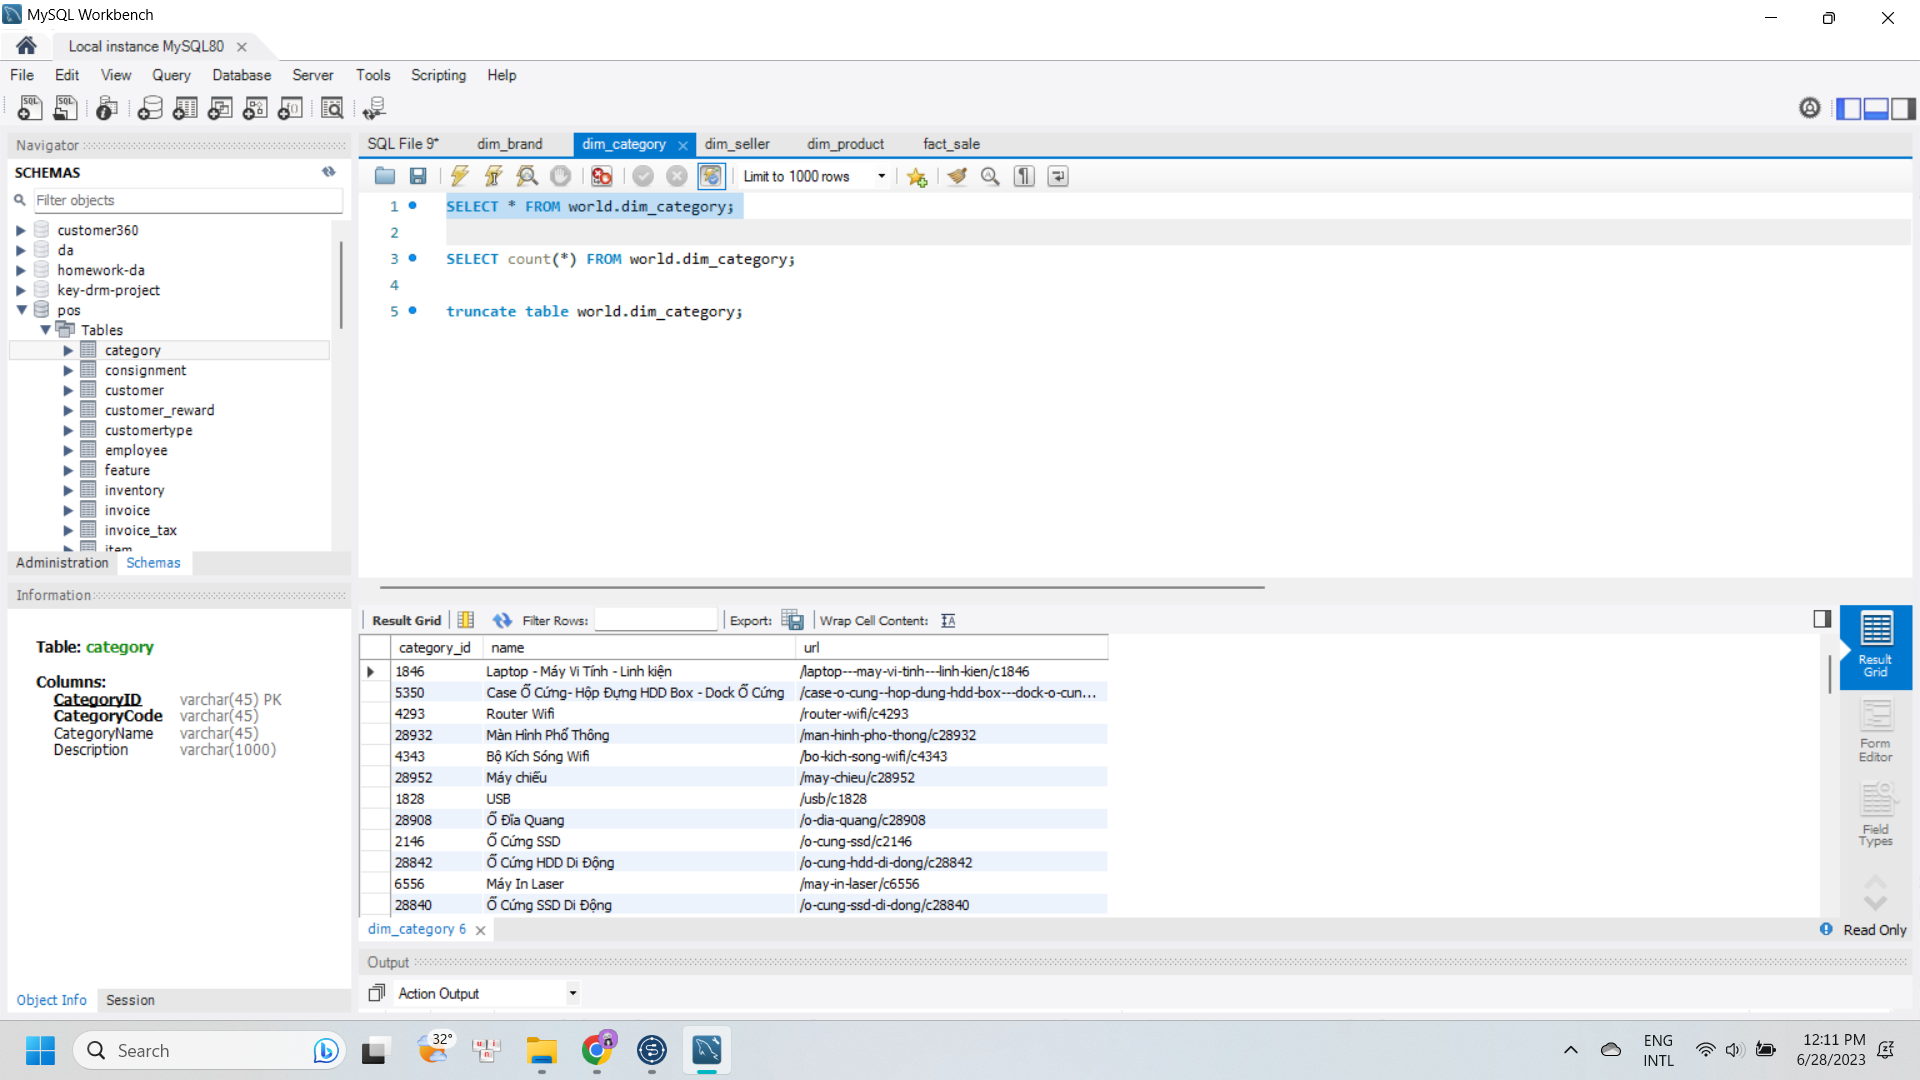 MySQL Workbench
Local instance MySQL80
File Edit View Query Database Server Tools Scripting Help
Navigator
SCHEMAS
Filter objects
customer360
da
homework-da
key-drm-project
pos
Tables
category
consignment
customer
customer_reward
customertype
employee
feature
inventory
invoice
invoice_tax
item
Administration Schemas
Information
Table: category
Columns:
CategoryID varchar(45) PK
CategoryCode varchar(45)
CategoryName varchar(45)
Description varchar(1000)
Object Info Session
SQL File 9* dim_brand dim_category dim_seller dim_product fact_sale
Limit to 1000 rows
1 SELECT * FROM world.dim_category;
2
3 SELECT count(*) FROM world.dim_category;
4
5 truncate table world.dim_category;
Result Grid Filter Rows: Export: Wrap Cell Content:
category_id name url
1846 Laptop - Máy Vi Tính - Linh kiện /laptop---may-vi-tinh---linh-kien/c1846
5350 Case Ổ Cứng- Hộp Đựng HDD Box - Dock Ổ Cứng /case-o-cung--hop-dung-hdd-box---dock-o-cun...
4293 Router Wifi /router-wifi/c4293
28932 Màn Hình Phổ Thông /man-hinh-pho-thong/c28932
4343 Bộ Kích Sóng Wifi /bo-kich-song-wifi/c4343
28952 Máy chiếu /may-chieu/c28952
1828 USB /usb/c1828
28908 Ổ Đĩa Quang /o-dia-quang/c28908
2146 Ổ Cứng SSD /o-cung-ssd/c2146
28842 Ổ Cứng HDD Di Động /o-cung-hdd-di-dong/c28842
6556 Máy In Laser /may-in-laser/c6556
28840 Ổ Cứng SSD Di Động /o-cung-ssd-di-dong/c28840
Result
Grid
Form
Editor
Field
Types
dim_category 6
Read Only
Output
Action Output
Search
32°
ENG
INTL
12:11 PM
6/28/2023